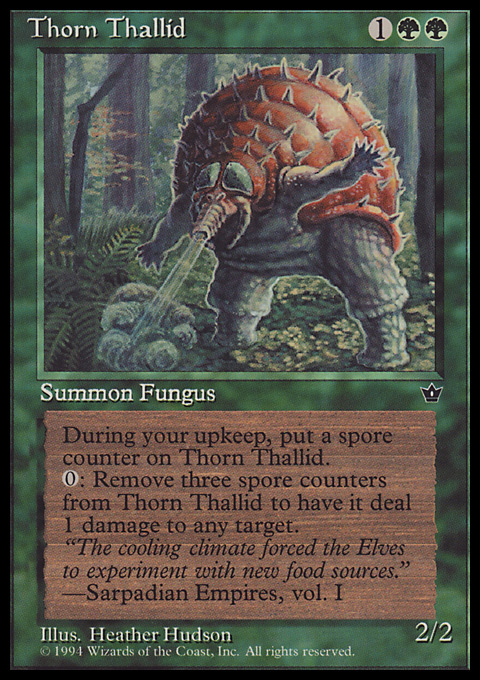 Thorn Thallid 1
Summon Fungus
During your upkeep, put a spore
counter on Thorn Thallid.
0: Remove three spore counters
from Thorn Thallid to have it deal
1 damage to any target.
“The cooling climate forced the Elves
to experiment with new food sources.”
—Sarpadian Empires, vol. I
Illus. Heather Hudson 2/2
© 1994 Wizards of the Coast, Inc. All rights reserved.